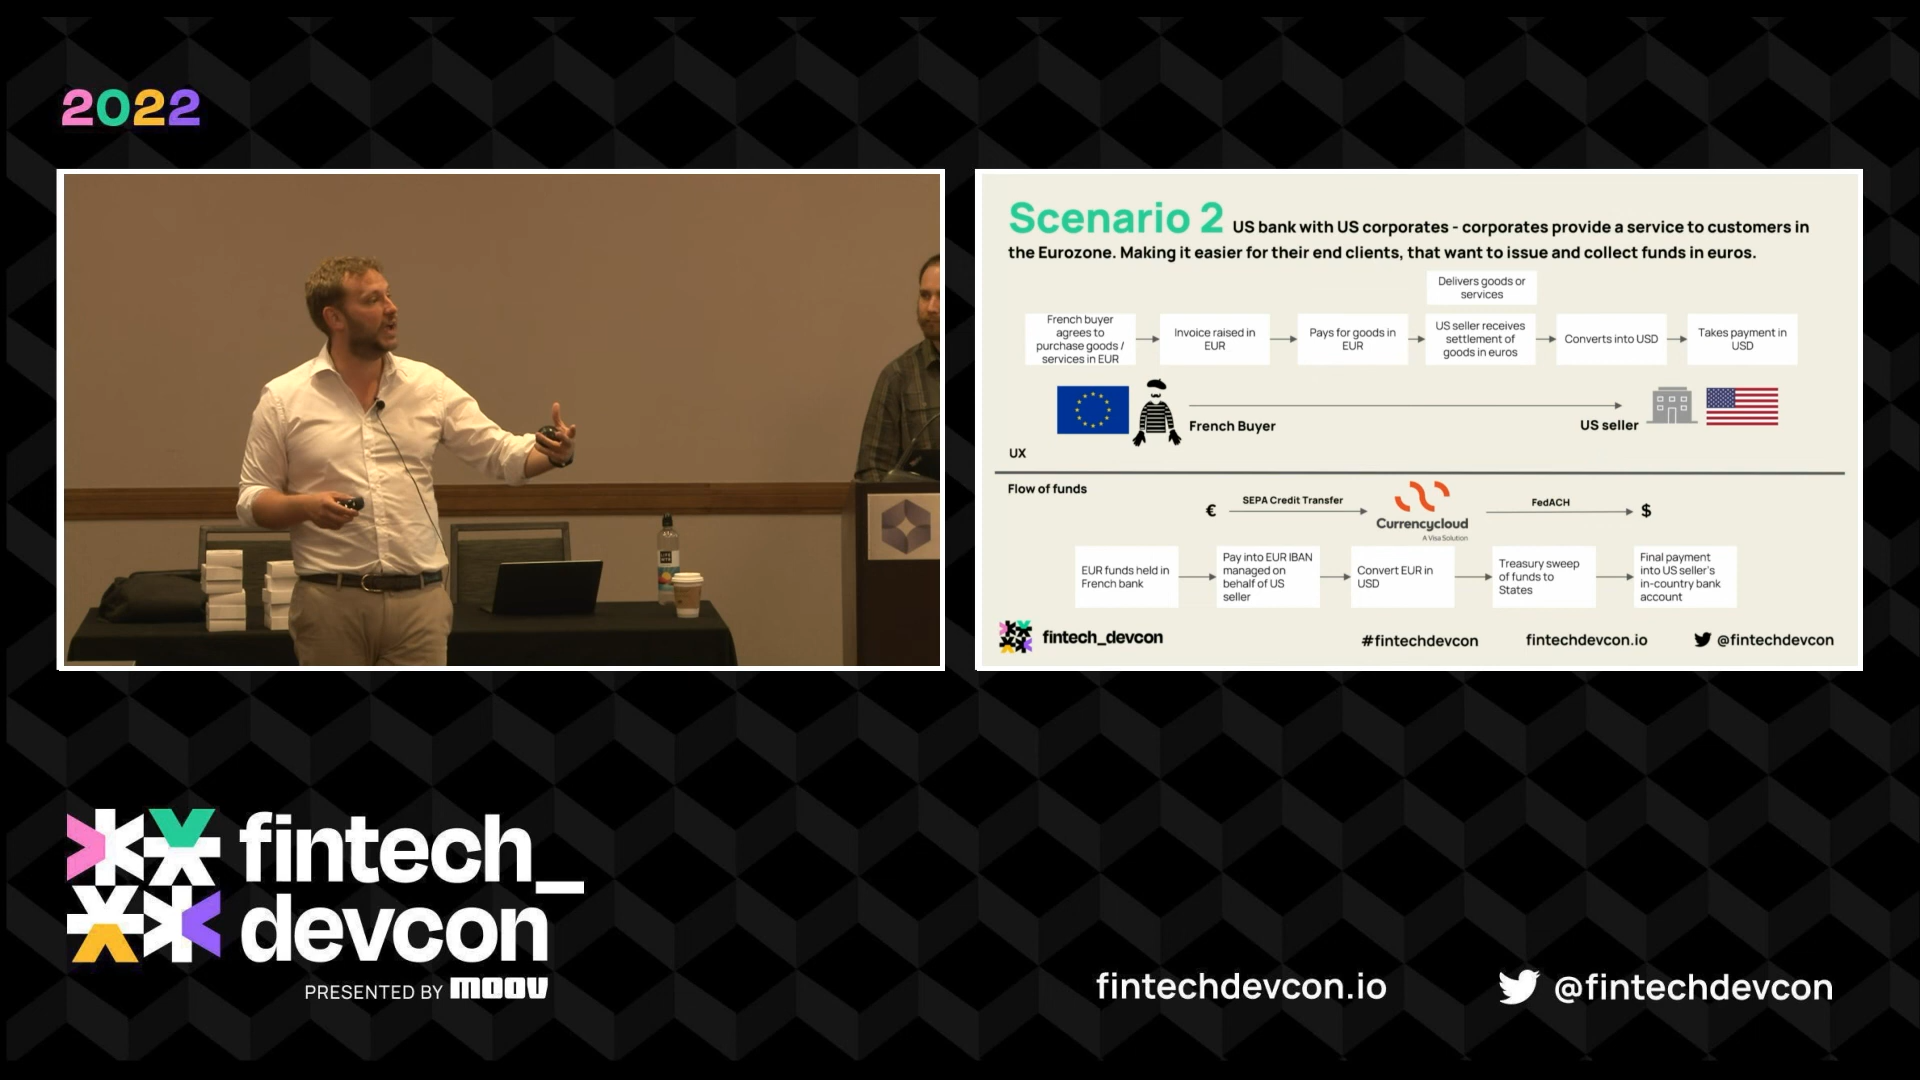 2022
Scenario 2 US bank with US corporates - corporates provide a service to customers in
the Eurozone. Making it easier for their end clients, that want to issue and collect funds in euros.
Delivers goods or
services
French buyer
agrees to
purchase goods /
services in EUR
Invoice raised in
EUR
Pays for goods in
EUR
US seller receives
settlement of
goods in euros
Converts into USD
Takes payment in
USD
French Buyer
US seller
UX
Flow of funds
€
SEPA Credit Transfer
Currencycloud
A Visa Solution
FedACH
$
EUR funds held in
French bank
Pay into EUR IBAN
managed on
behalf of US
seller
Convert EUR in
USD
Treasury sweep
of funds to
States
Final payment
into US seller's
in-country bank
account
fintech_devcon
#fintechdevcon
fintechdevcon.io
@fintechdevcon
fintech_
devcon
PRESENTED BY moov
fintechdevcon.io
@fintechdevcon